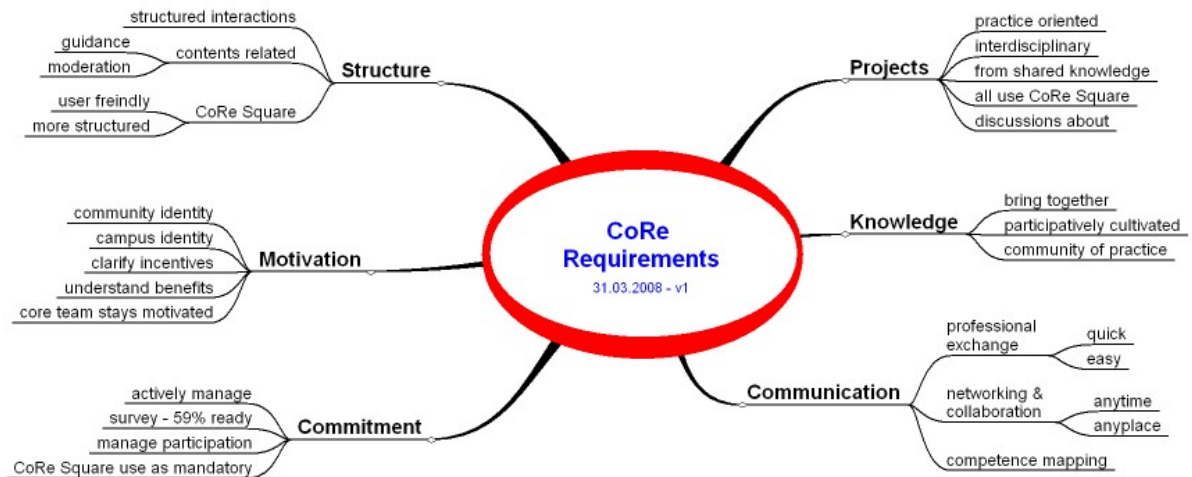 CoRe
Requirements
31.03.2008 - v1
Structure
structured interactions
contents related
guidance
moderation
CoRe Square
user freindly
more structured
Motivation
community identity
campus identity
clarify incentives
understand benefits
core team stays motivated
Commitment
actively manage
survey - 59% ready
manage participation
CoRe Square use as mandatory
Projects
practice oriented
interdisciplinary
from shared knowledge
all use CoRe Square
discussions about
Knowledge
bring together
participatively cultivated
community of practice
Communication
professional
exchange
quick
easy
networking &
collaboration
anytime
anyplace
competence mapping